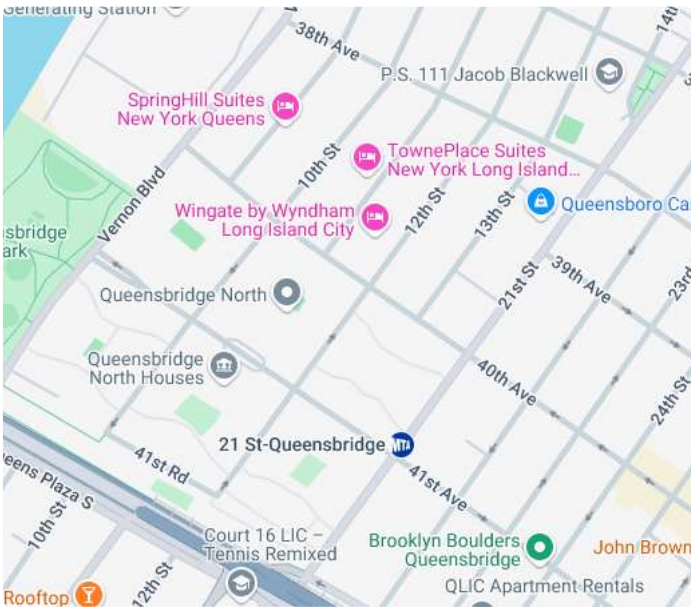 Generating Station
38th Ave
14th
P.S. 111 Jacob Blackwell
SpringHill Suites
New York Queens
10th St
TownePlace Suites
New York Long Island...
Vernon Blvd
Wingate by Wyndham
Long Island City
12th St
13th St
Queensboro Ca
nsbridge
ark
21st St
39th Ave
23rd
Queensbridge North
Queensbridge
North Houses
40th Ave
24th St
21 St-Queensbridge
MTA
41st Rd
41st Ave
eens Plaza S
10th St
Court 16 LIC –
Tennis Remixed
Brooklyn Boulders
Queensbridge
John Brown
12th St
QLIC Apartment Rentals
Rooftop